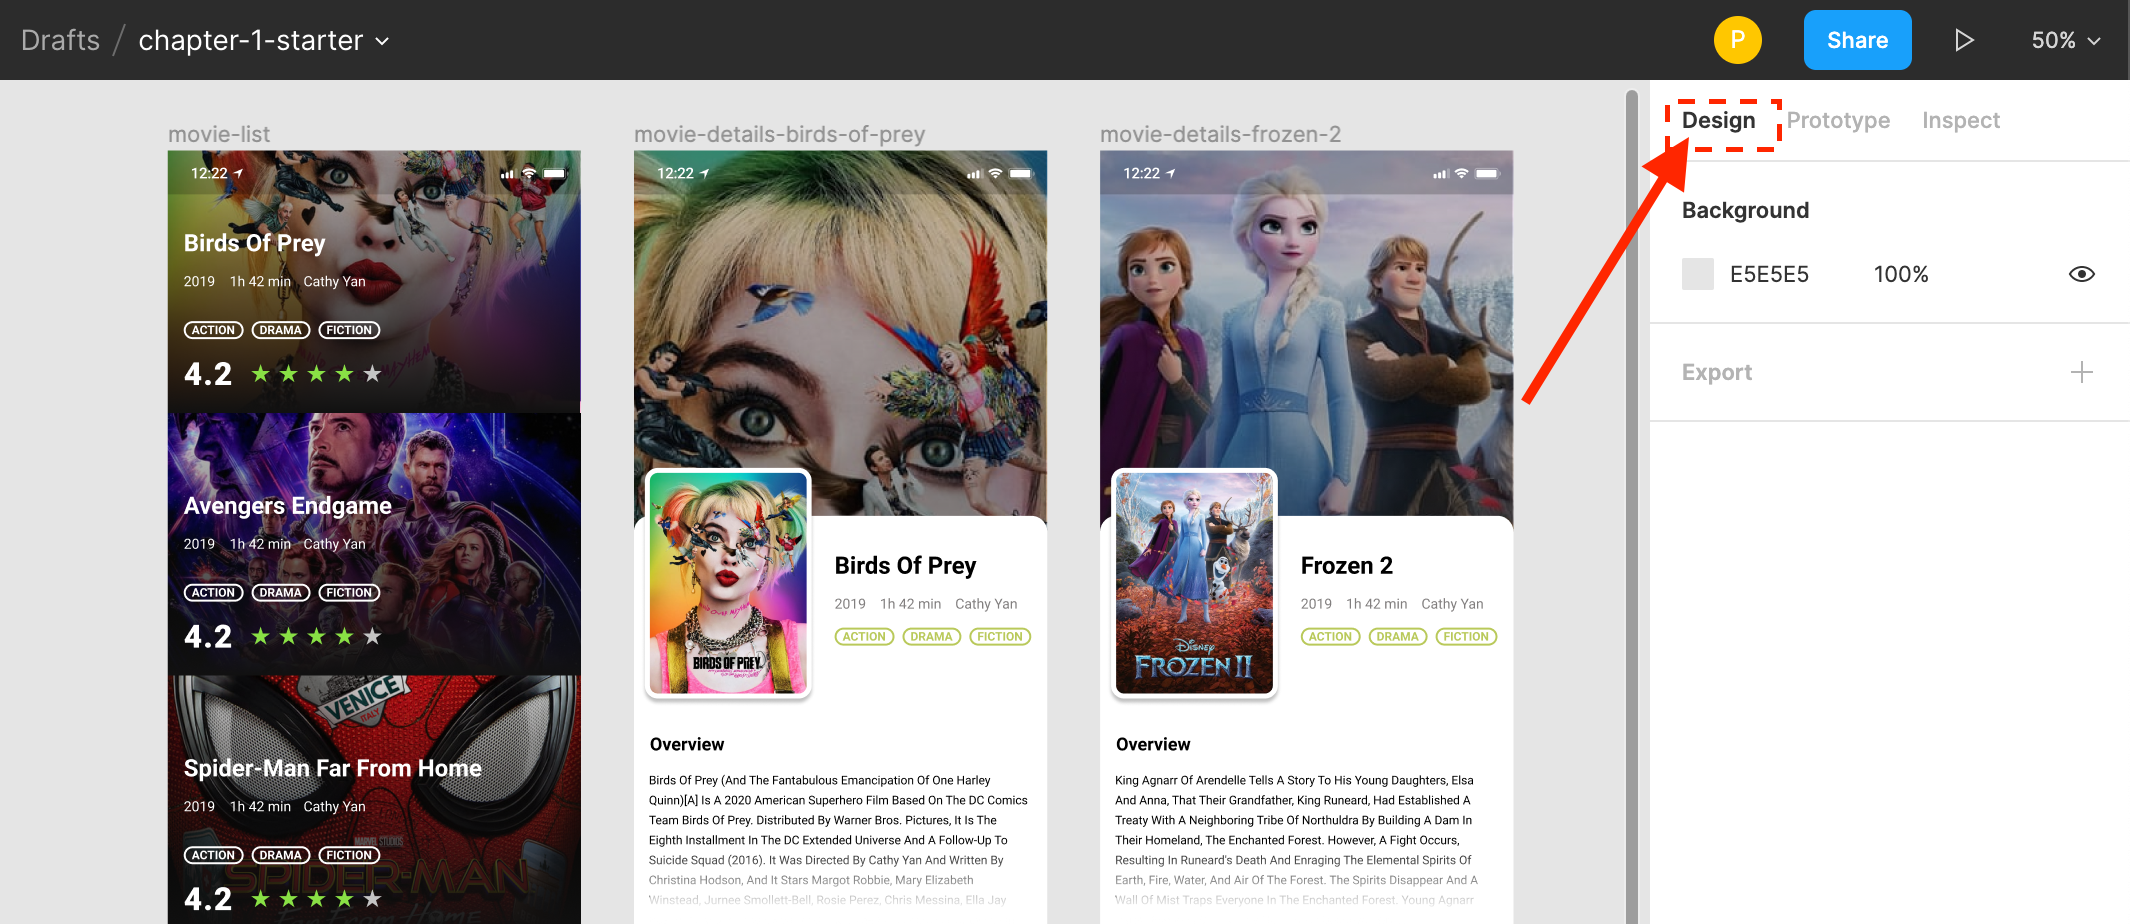 Drafts / chapter-1-starter
P
Share
50%
Design
Prototype
Inspect
Background
E5E5E5
100%
Export
movie-list
12:22
Birds Of Prey
2019 1h 42 min Cathy Yan
ACTION DRAMA FICTION
4.2
Avengers Endgame
2019 1h 42 min Cathy Yan
ACTION DRAMA FICTION
4.2
VENICE
ITALY
Spider-Man Far From Home
2019 1h 42 min Cathy Yan
MARVEL STUDIOS
ACTION DRAMA FICTION
SPIDER-MAN
4.2
Far From Home
movie-details-birds-of-prey
12:22
BIRDS OF PREY
Birds Of Prey
2019 1h 42 min Cathy Yan
ACTION DRAMA FICTION
Overview
Birds Of Prey (And The Fantabulous Emancipation Of One Harley
Quinn)[A] Is A 2020 American Superhero Film Based On The DC Comics
Team Birds Of Prey. Distributed By Warner Bros. Pictures, It Is The
Eighth Installment In The DC Extended Universe And A Follow-Up To
Suicide Squad (2016). It Was Directed By Cathy Yan And Written By
Christina Hodson, And It Stars Margot Robbie, Mary Elizabeth
Winstead, Jurnee Smollett-Bell, Rosie Perez, Chris Messina, Ella Jay
movie-details-frozen-2
12:22
Disney
FROZEN II
Frozen 2
2019 1h 42 min Cathy Yan
ACTION DRAMA FICTION
Overview
King Agnarr Of Arendelle Tells A Story To His Young Daughters, Elsa
And Anna, That Their Grandfather, King Runeard, Had Established A
Treaty With A Neighboring Tribe Of Northuldra By Building A Dam In
Their Homeland, The Enchanted Forest. However, A Fight Occurs,
Resulting In Runeard's Death And Enraging The Elemental Spirits Of
Earth, Fire, Water, And Air Of The Forest. The Spirits Disappear And A
Wall Of Mist Traps Everyone In The Enchanted Forest. Young Agnarr